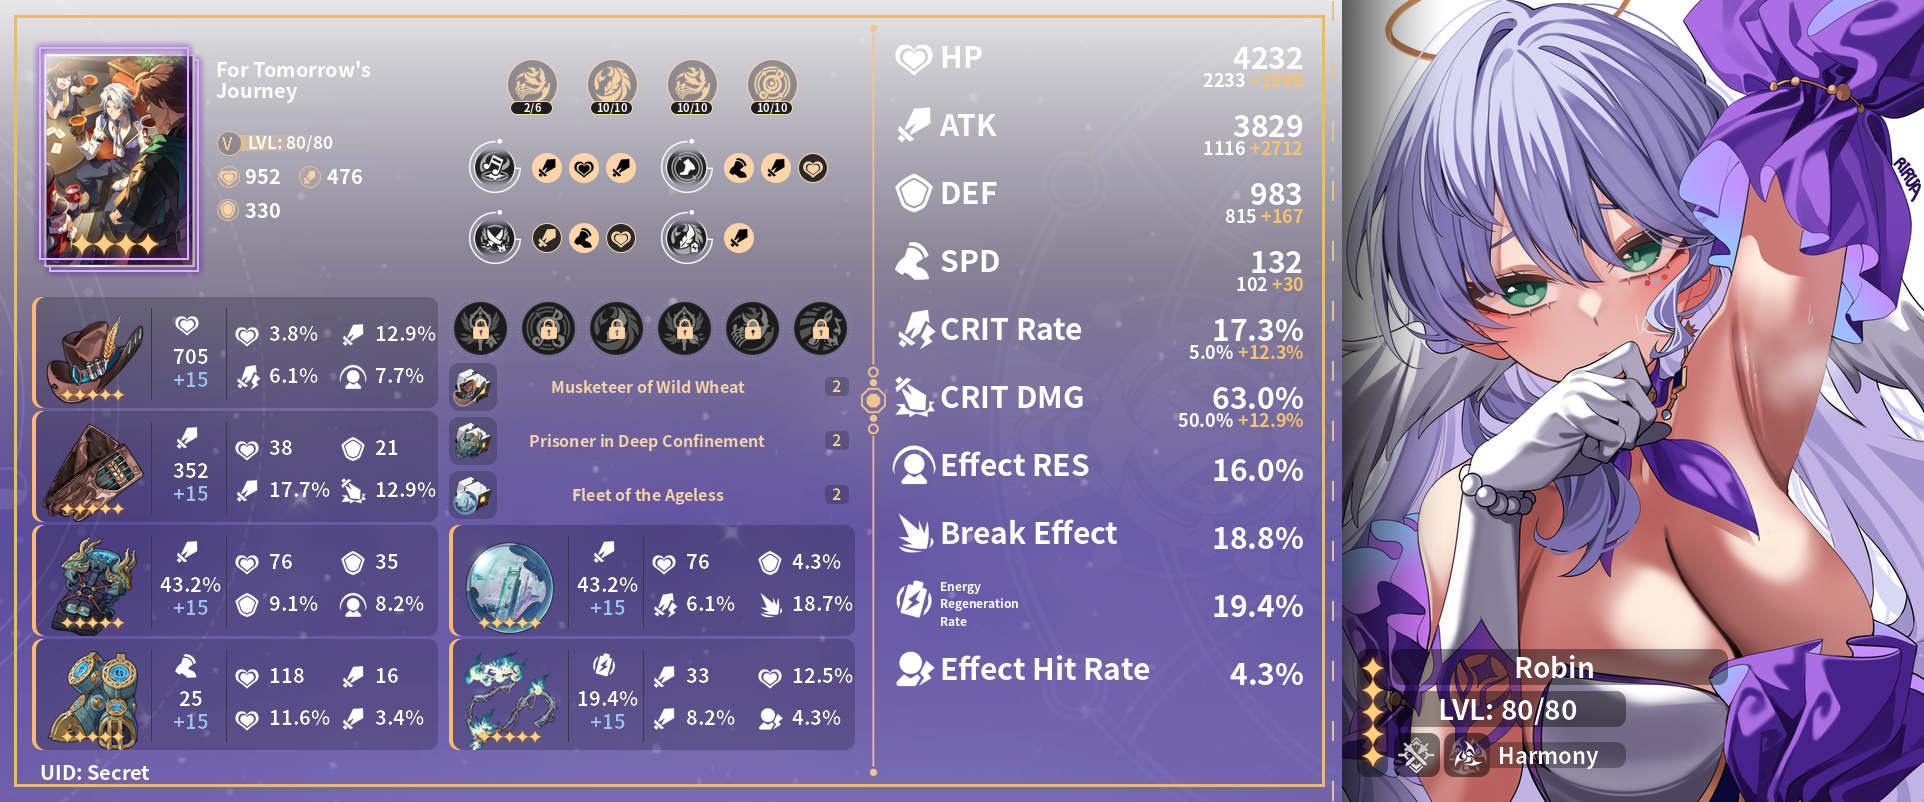 For Tomorrow's
Journey
V LVL: 80/80
952 476
330
2/6 10/10 10/10 10/10
705
+15
3.8% 12.9%
6.1% 7.7%
352
+15
38 21
17.7% 12.9%
43.2%
+15
76 35
9.1% 8.2%
25
+15
118 16
11.6% 3.4%
UID: Secret
Musketeer of Wild Wheat 2
Prisoner in Deep Confinement 2
Fleet of the Ageless 2
43.2%
+15
76 4.3%
6.1% 18.7%
19.4%
+15
33 12.5%
8.2% 4.3%
HP 4232
2233 +1999
ATK 3829
1116 +2712
DEF 983
815 +167
SPD 132
102 +30
CRIT Rate 17.3%
5.0% +12.3%
CRIT DMG 63.0%
50.0% +12.9%
Effect RES 16.0%
Break Effect 18.8%
Energy
Regeneration
Rate
19.4%
Effect Hit Rate 4.3%
Robin
LVL: 80/80
Harmony